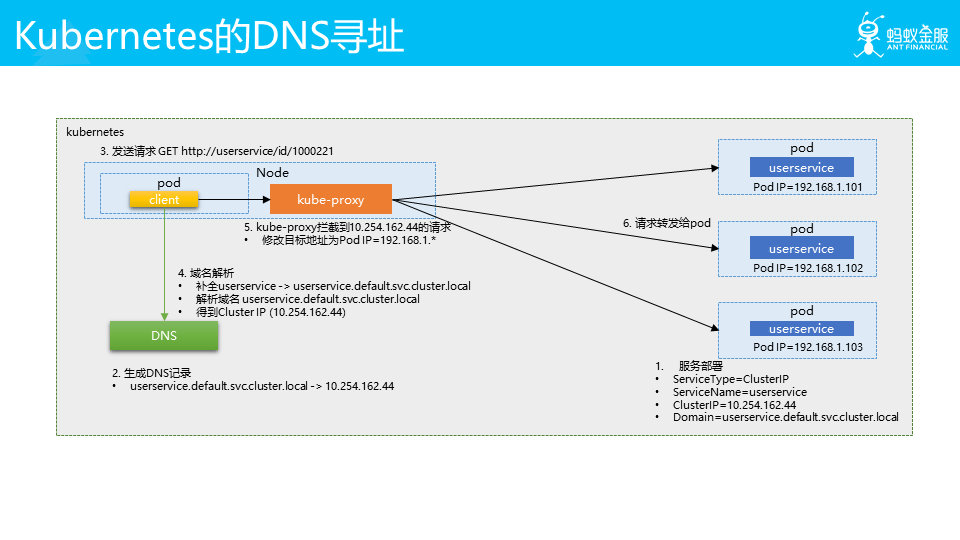 Kubernetes的DNS寻址
蚂蚁金服
ANT FINANCIAL
kubernetes
3. 发送请求 GET http://userservice/id/1000221
Node
pod
client
kube-proxy
5. kube-proxy拦截到10.254.162.44的请求
• 修改目标地址为Pod IP=192.168.1.*
4. 域名解析
• 补全userservice -> userservice.default.svc.cluster.local
• 解析域名 userservice.default.svc.cluster.local
• 得到Cluster IP (10.254.162.44)
DNS
2. 生成DNS记录
• userservice.default.svc.cluster.local -> 10.254.162.44
pod
userservice
Pod IP=192.168.1.101
6. 请求转发给pod
pod
userservice
Pod IP=192.168.1.102
pod
userservice
Pod IP=192.168.1.103
1. 服务部署
• ServiceType=ClusterIP
• ServiceName=userservice
• ClusterIP=10.254.162.44
• Domain=userservice.default.svc.cluster.local